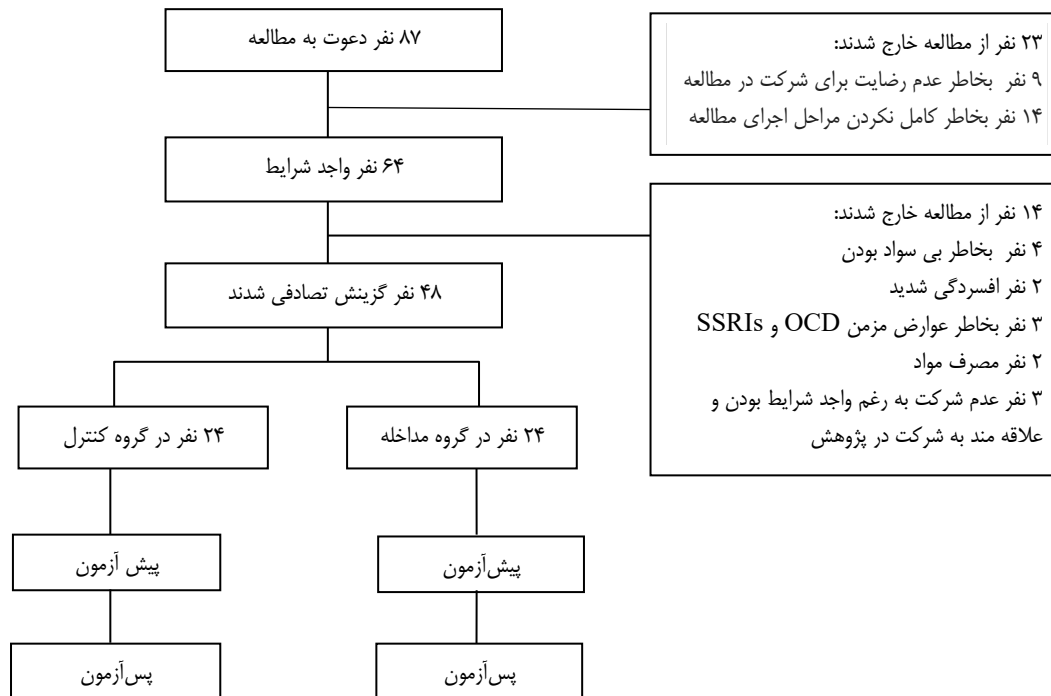 ۸۷ نفر دعوت به مطالعه
۲۳ نفر از مطالعه خارج شدند:
۹ نفر بخاطر عدم رضایت برای شرکت در مطالعه
۱۴ نفر بخاطر کامل نکردن مراحل اجرای مطالعه
۶۴ نفر واجد شرایط
۱۴ نفر از مطالعه خارج شدند:
۴ نفر بخاطر بی سواد بودن
۲ نفر افسردگی شدید
۳ نفر بخاطر عوارض مزمن OCD و SSRIs
۲ نفر مصرف مواد
۳ نفر عدم شرکت به رغم واجد شرایط بودن و
علاقه مند به شرکت در پژوهش
۴۸ نفر گزینش تصادفی شدند
۲۴ نفر در گروه مداخله
۲۴ نفر در گروه کنترل
پیش‌آزمون
پیش آزمون
پس‌آزمون
پس‌آزمون